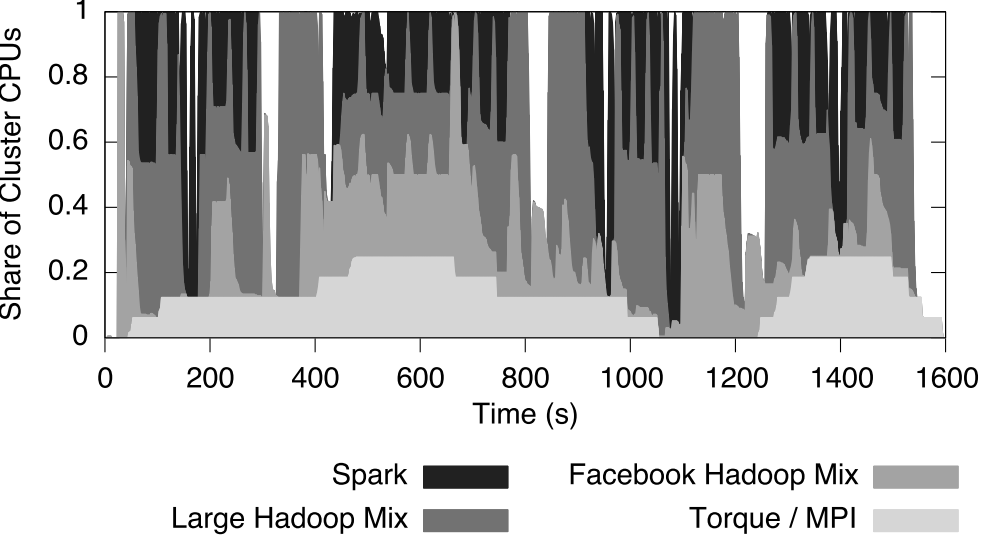 Share of Cluster CPUs
1
0.8
0.6
0.4
0.2
0
0 200 400 600 800 1000 1200 1400 1600
Time (s)
Spark
Facebook Hadoop Mix
Large Hadoop Mix
Torque / MPI